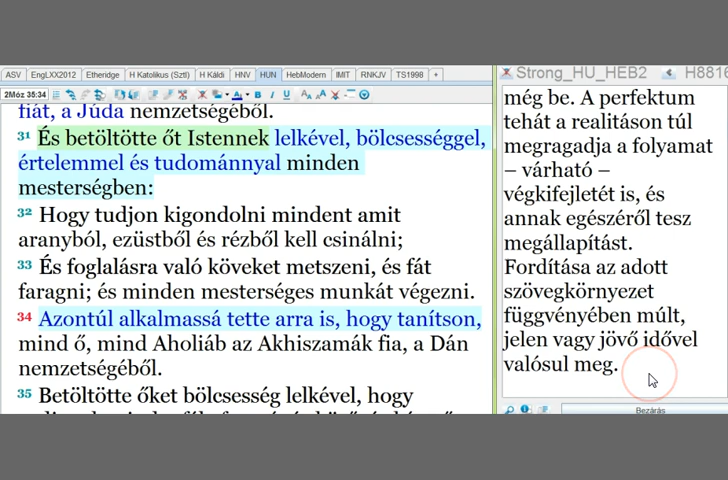 ASV EngLXX2012 Etheridge H Katolikus (SztI) H Káldi HNV HUN HebModern IMIT RNKJV TS1998 +
2Móz 35:34
fiát, a Júda nemzetségéből.
31 És betöltötte őt Istennek lelkével, bölcsességgel,
értelemmel és tudománnyal minden
mesterségben:
32 Hogy tudjon kigondolni mindent amit
aranyból, ezüstből és rézből kell csinálni;
33 És foglalásra való köveket metszeni, és fát
faragni; és minden mesterséges munkát végezni.
34 Azontúl alkalmassá tette arra is, hogy tanítson,
mind ő, mind Aholiáb az Akhiszamák fia, a Dán
nemzetségéből.
35 Betöltötte őket bölcsesség lelkével, hogy
Strong_HU_HEB2 H8816
még be. A perfektum
tehát a realitáson túl
megragadja a folyamat
– várható –
végkifejletét is, és
annak egészéről tesz
megállapítást.
Fordítása az adott
szövegkörnyezet
függvényében múlt,
jelen vagy jövő idővel
valósul meg.
Bezárás